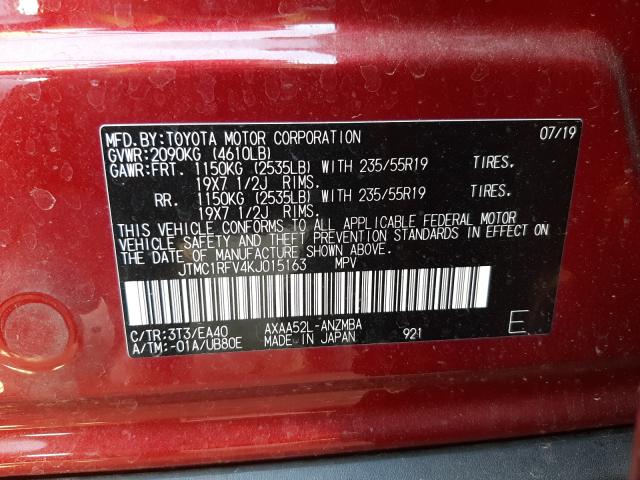 MFD. BY: TOYOTA MOTOR CORPORATION 07/19
GVWR: 2090KG (4610LB)
GAWR: FRT. 1150KG (2535LB) WITH 235/55R19 TIRES.
19X7 1/2J RIMS.
RR. 1150KG (2535LB) WITH 235/55R19 TIRES.
19X7 1/2J RIMS.
THIS VEHICLE CONFORMS TO ALL APPLICABLE FEDERAL MOTOR
VEHICLE SAFETY AND THEFT PREVENTION STANDARDS IN EFFECT ON
THE DATE OF MANUFACTURE SHOWN ABOVE.
JTMC1RFV4KJ015163 MPV
C/TR: 3T3/EA40 AXAA52L-ANZMBA
A/TM: -01A/UB80E MADE IN JAPAN 921 E